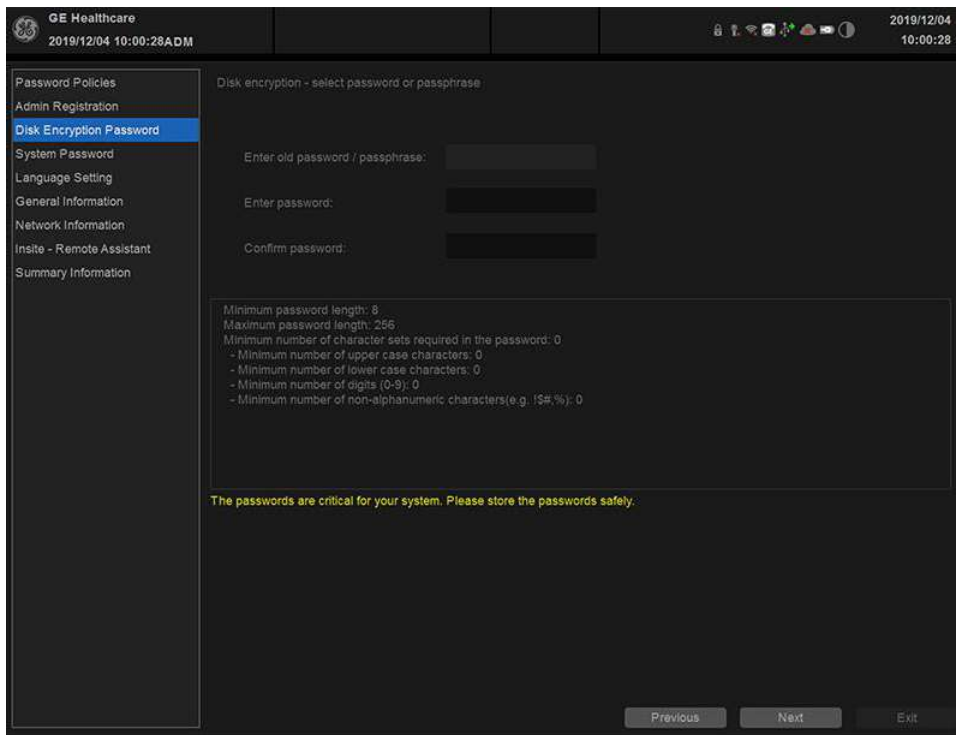 GE Healthcare
2019/12/04 10:00:28ADM
2019/12/04
10:00:28
Password Policies
Admin Registration
Disk Encryption Password
System Password
Language Setting
General Information
Network Information
Insite - Remote Assistant
Summary Information
Disk encryption - select password or passphrase
Enter old password / passphrase:
Enter password:
Confirm password:
Minimum password length: 8
Maximum password length: 256
Minimum number of character sets required in the password: 0
- Minimum number of upper case characters: 0
- Minimum number of lower case characters: 0
- Minimum number of digits (0-9): 0
- Minimum number of non-alphanumeric characters(e.g. !$#,%): 0
The passwords are critical for your system. Please store the passwords safely.
Previous
Next
Exit